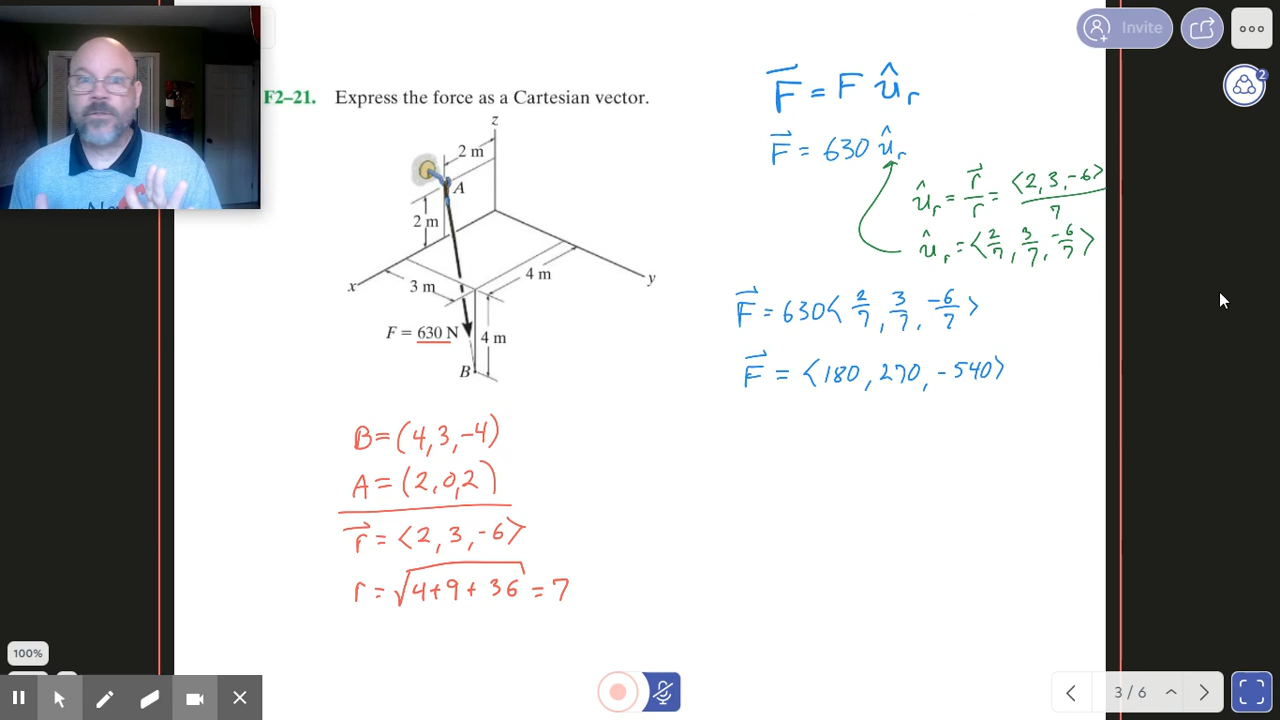 Invite
2
F2–21. Express the force as a Cartesian vector.
z
2 m
A
2 m
x
3 m
4 m
y
F = 630 N
4 m
B
B=(4,3,-4)
A=(2,0,2)
r⃗ = <2, 3, -6>
r = √4+9+36 = 7
F⃗ = F û_r
F⃗ = 630 û_r
û_r = r⃗/r = <2,3,-6>/7
û_r = <2/7, 3/7, -6/7>
F⃗ = 630< 2/7, 3/7, -6/7 >
F⃗ = <180, 270, -540>
100%
3 / 6